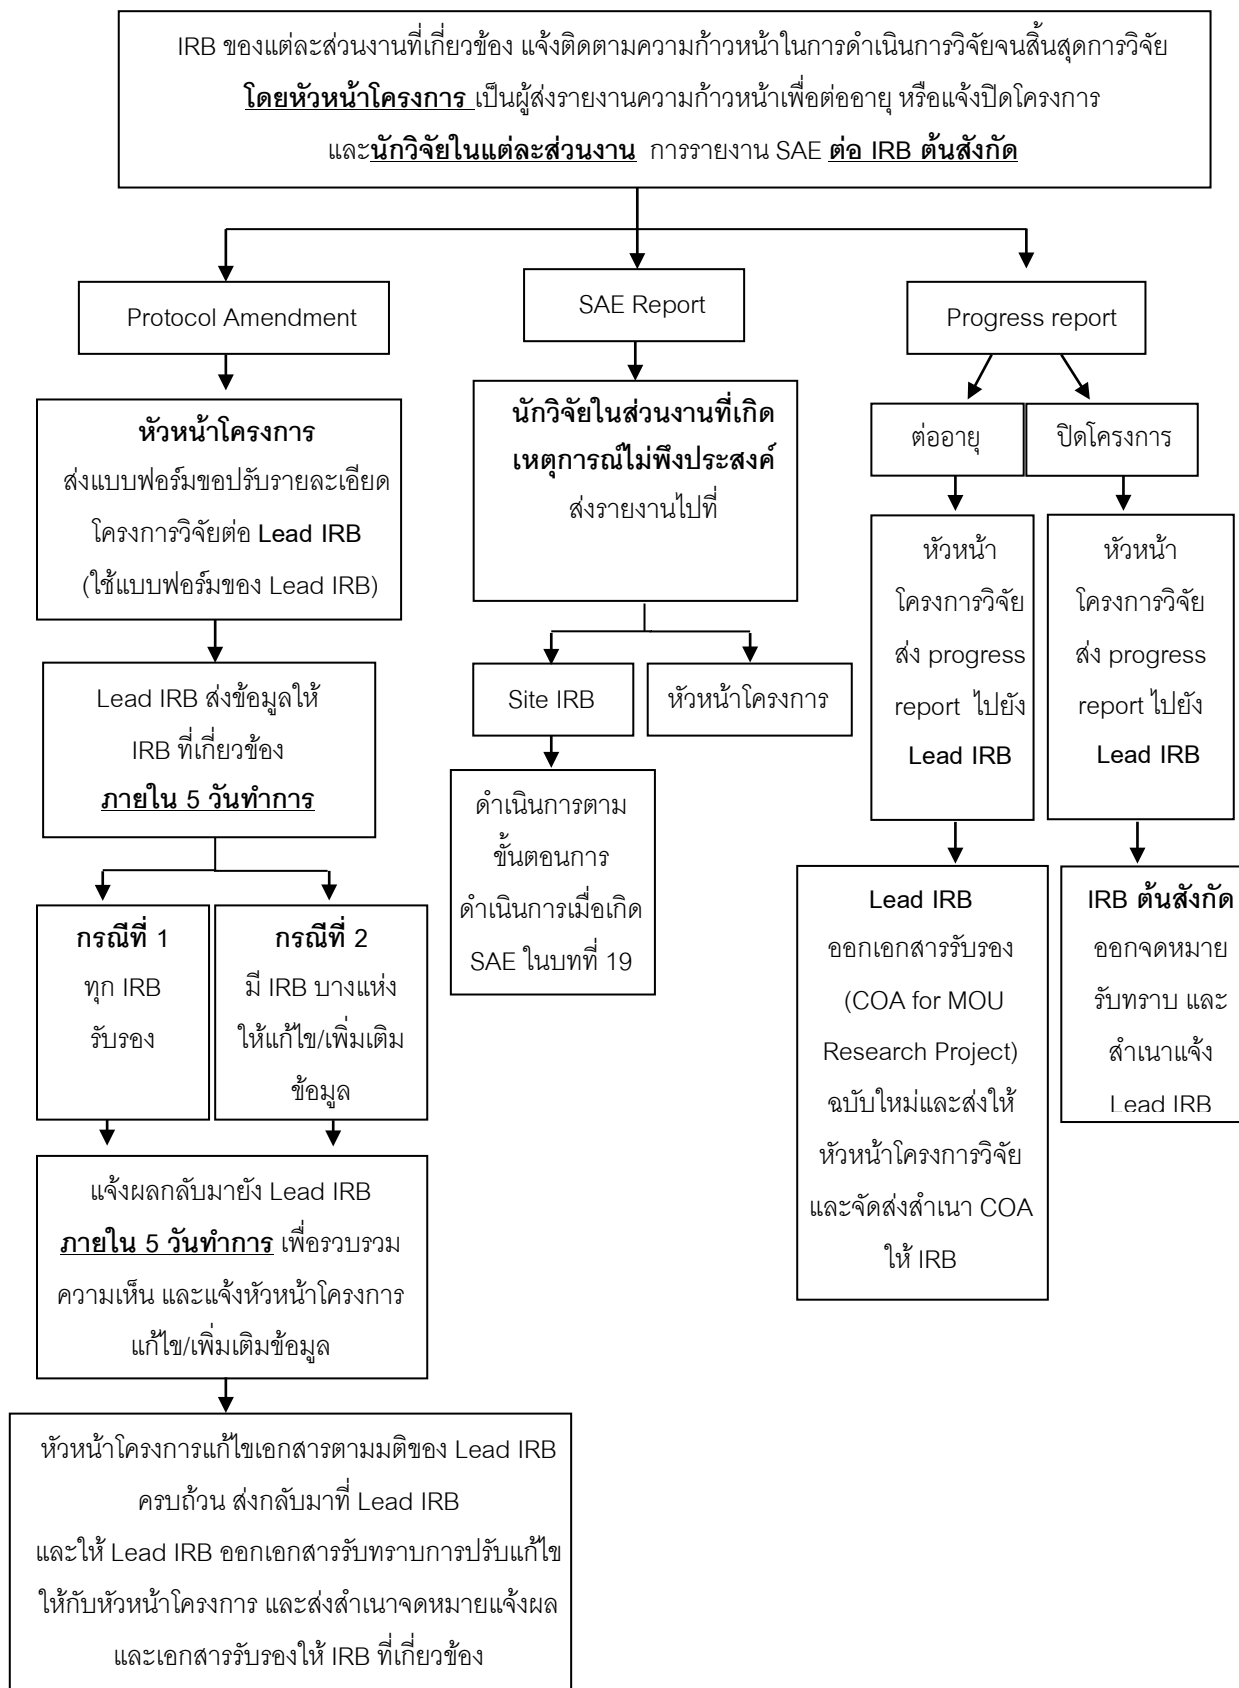 IRB ของแต่ละส่วนงานที่เกี่ยวข้อง แจ้งติดตามความก้าวหน้าในการดำเนินการวิจัยจนสิ้นสุดการวิจัย
โดยหัวหน้าโครงการ เป็นผู้ส่งรายงานความก้าวหน้าเพื่อต่ออายุ หรือแจ้งปิดโครงการ
และนักวิจัยในแต่ละส่วนงาน การรายงาน SAE ต่อ IRB ต้นสังกัด
Protocol Amendment
หัวหน้าโครงการ
ส่งแบบฟอร์มขอปรับรายละเอียด
โครงการวิจัยต่อ Lead IRB
(ใช้แบบฟอร์มของ Lead IRB)
Lead IRB ส่งข้อมูลให้
IRB ที่เกี่ยวข้อง
ภายใน 5 วันทำการ
กรณีที่ 1
ทุก IRB
รับรอง
กรณีที่ 2
มี IRB บางแห่ง
ให้แก้ไข/เพิ่มเติม
ข้อมูล
แจ้งผลกลับมายัง Lead IRB
ภายใน 5 วันทำการ เพื่อรวบรวม
ความเห็น และแจ้งหัวหน้าโครงการ
แก้ไข/เพิ่มเติมข้อมูล
หัวหน้าโครงการแก้ไขเอกสารตามมติของ Lead IRB
ครบถ้วน ส่งกลับมาที่ Lead IRB
และให้ Lead IRB ออกเอกสารรับทราบการปรับแก้ไข
ให้กับหัวหน้าโครงการ และส่งสำเนาจดหมายแจ้งผล
และเอกสารรับรองให้ IRB ที่เกี่ยวข้อง
SAE Report
นักวิจัยในส่วนงานที่เกิด
เหตุการณ์ไม่พึงประสงค์
ส่งรายงานไปที่
Site IRB
หัวหน้าโครงการ
ดำเนินการตาม
ขั้นตอนการ
ดำเนินการเมื่อเกิด
SAE ในบทที่ 19
Progress report
ต่ออายุ
หัวหน้า
โครงการวิจัย
ส่ง progress
report ไปยัง
Lead IRB
Lead IRB
ออกเอกสารรับรอง
(COA for MOU
Research Project)
ฉบับใหม่และส่งให้
หัวหน้าโครงการวิจัย
และจัดส่งสำเนา COA
ให้ IRB
ปิดโครงการ
หัวหน้า
โครงการวิจัย
ส่ง progress
report ไปยัง
Lead IRB
IRB ต้นสังกัด
ออกจดหมาย
รับทราบ และ
สำเนาแจ้ง
Lead IRB